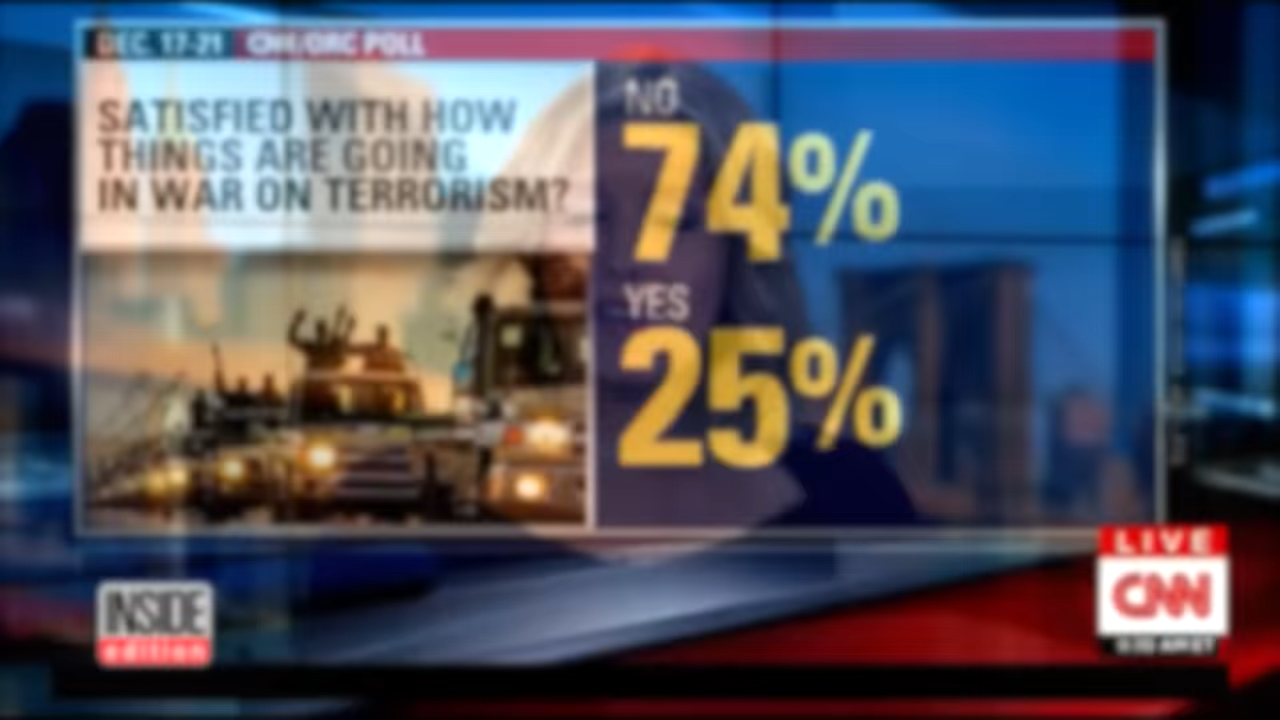 DEC. 17-21 CNN/ORC POLL
SATISFIED WITH HOW
THINGS ARE GOING
IN WAR ON TERRORISM?
NO
74%
YES
25%
LIVE
CNN
INSIDE
edition